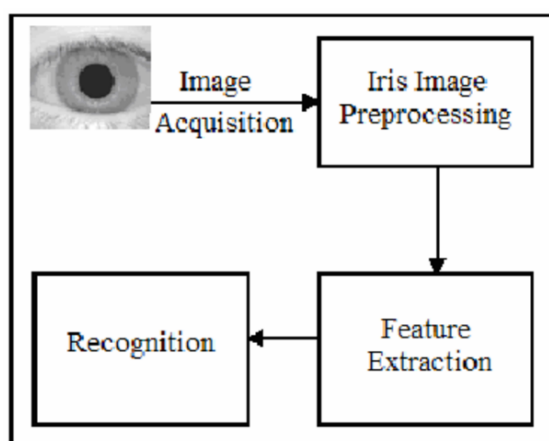 Image
Acquisition
Iris Image
Preprocessing
Feature
Extraction
Recognition